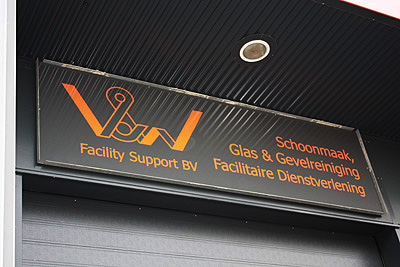 V&W
Facility Support BV
Schoonmaak,
Glas & Gevelreiniging
Facilitaire Dienstverlening